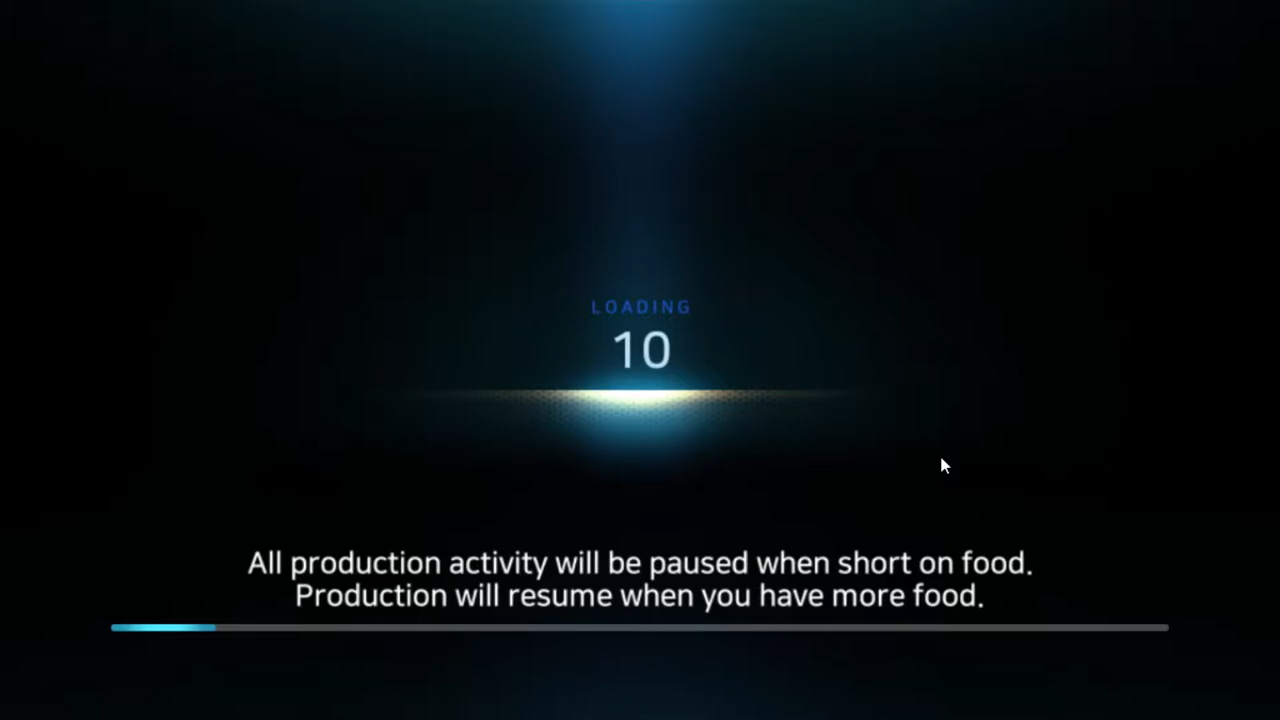 LOADING
10
All production activity will be paused when short on food.
Production will resume when you have more food.